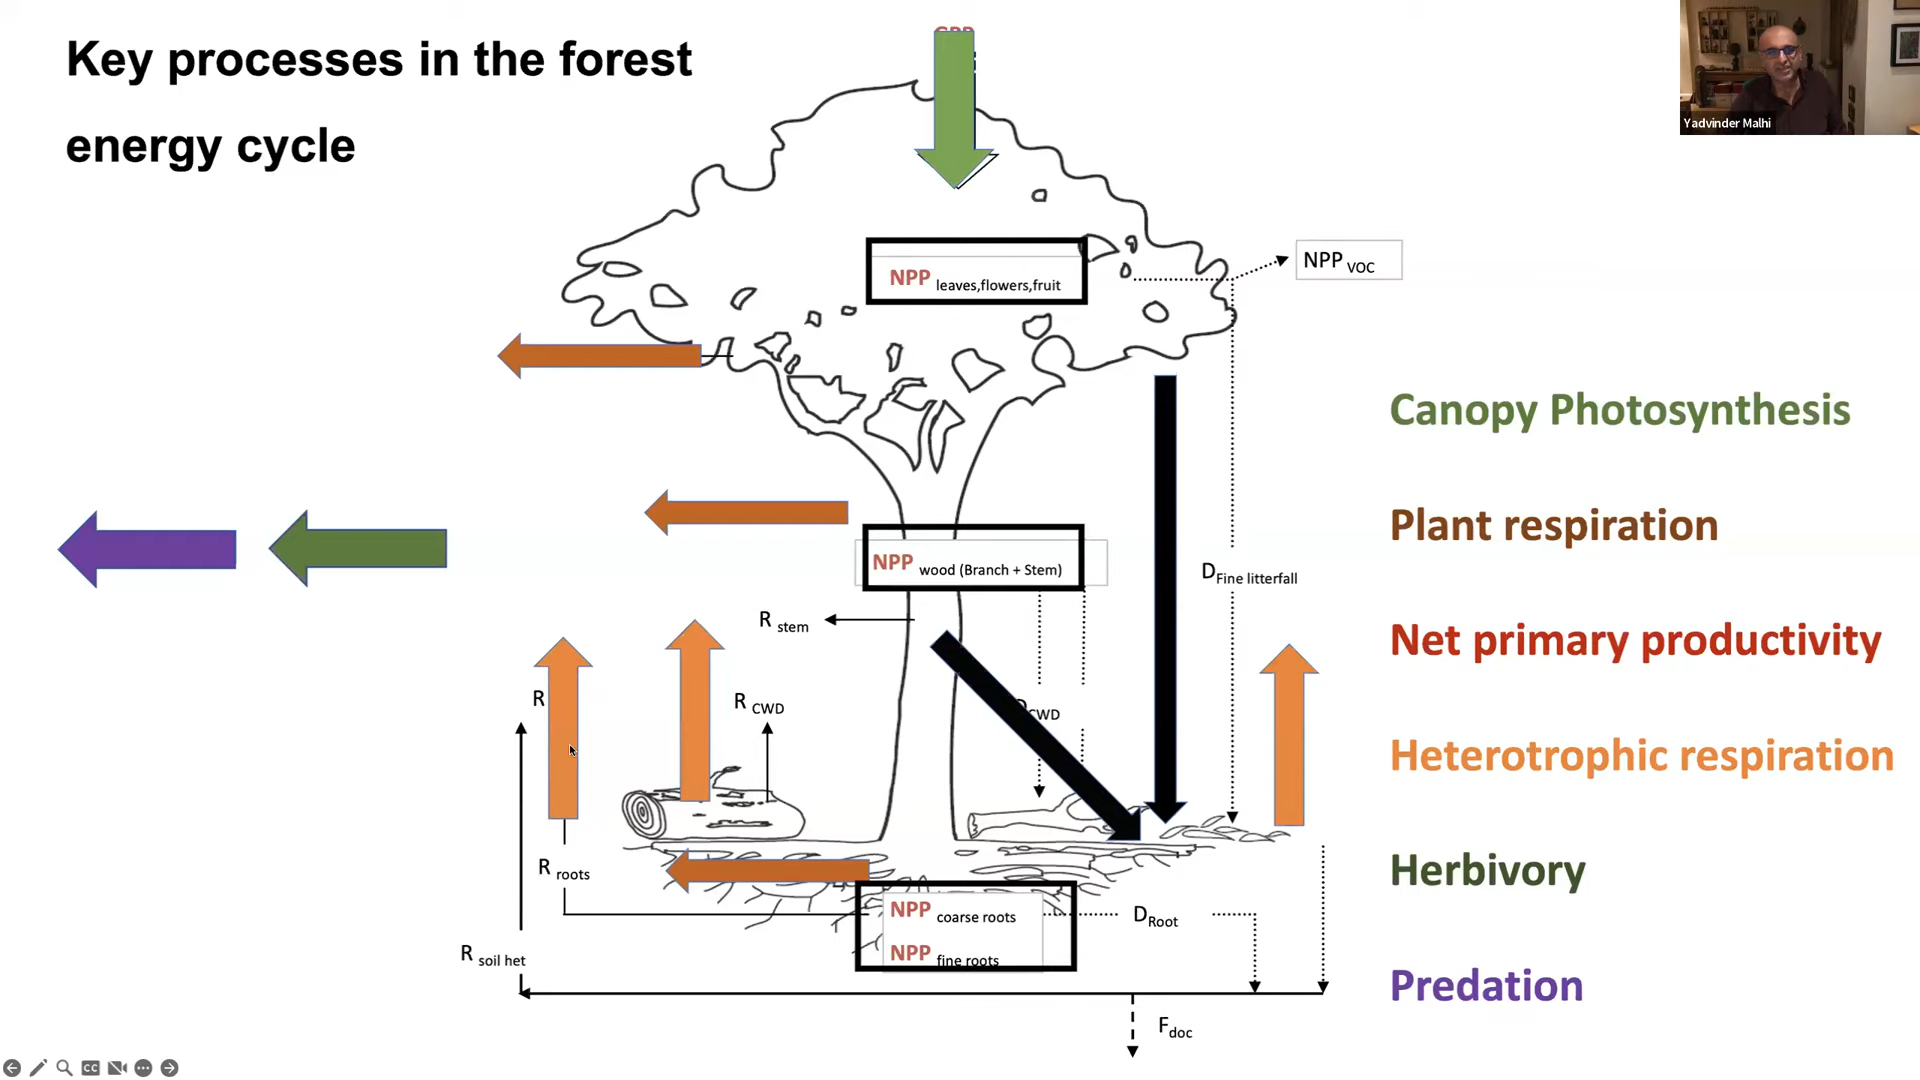 Key processes in the forest
energy cycle
GPP
Yadvinder Malhi
NPP leaves,flowers,fruit
NPP VOC
Canopy Photosynthesis
Plant respiration
NPP wood (Branch + Stem)
D Fine litterfall
R stem
Net primary productivity
R
R CWD
CWD
Heterotrophic respiration
R roots
Herbivory
NPP coarse roots
D Root
NPP fine roots
R soil het
Predation
F doc
CC